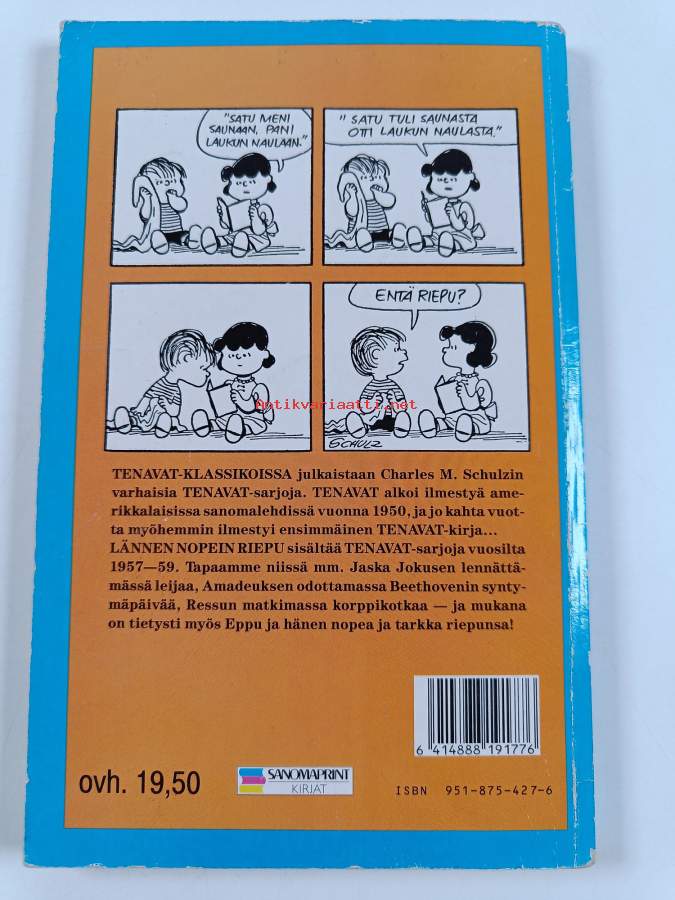 "SATU MENI
SAUNAAN, PANI
LAUKUN NAULAAN."
"SATU TULI SAUNASTA
OTTI LAUKUN NAULASTA."
ENTÄ RIEPU?
Antikvariaatti.net
SCHULZ
TENAVAT-KLASSIKOISSA julkaistaan Charles M. Schulzin
varhaisia TENAVAT-sarjoja. TENAVAT alkoi ilmestyä ame-
rikkalaisissa sanomalehdissä vuonna 1950, ja jo kahta vuot-
ta myöhemmin ilmestyi ensimmäinen TENAVAT-kirja...
LÄNNEN NOPEIN RIEPU sisältää TENAVAT-sarjoja vuosilta
1957—59. Tapaamme niissä mm. Jaska Jokusen lennättä-
mässä leijaa, Amadeuksen odottamassa Beethovenin synty-
mäpäivää, Ressun matkimassa korppikotkaa — ja mukana
on tietysti myös Eppu ja hänen nopea ja tarkka riepunsa!
6 414888 191776
ovh. 19,50
SANOMAPRINT
KIRJAT
ISBN 951-875-427-6